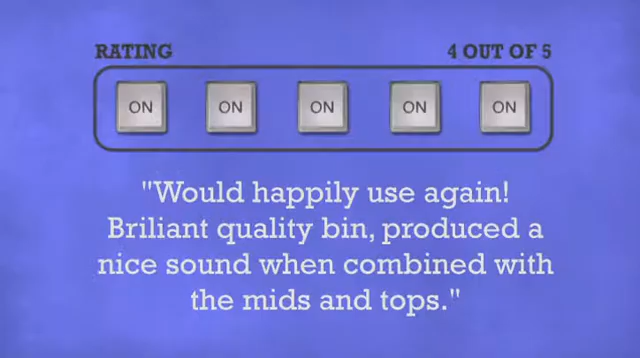 RATING 4 OUT OF 5
ON ON ON ON ON
"Would happily use again!
Briliant quality bin, produced a
nice sound when combined with
the mids and tops."